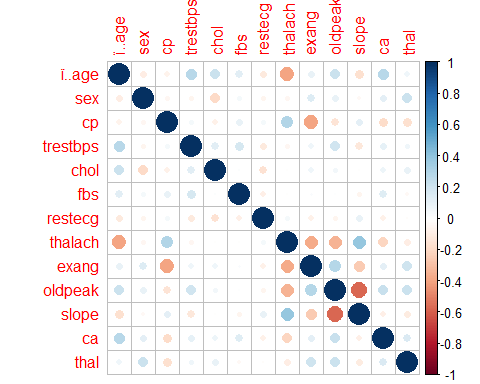 ï..age
sex
cp
trestbps
chol
fbs
restecg
thalach
exang
oldpeak
slope
ca
thal
ï..age
sex
cp
trestbps
chol
fbs
restecg
thalach
exang
oldpeak
slope
ca
thal
1
0.8
0.6
0.4
0.2
0
-0.2
-0.4
-0.6
-0.8
-1